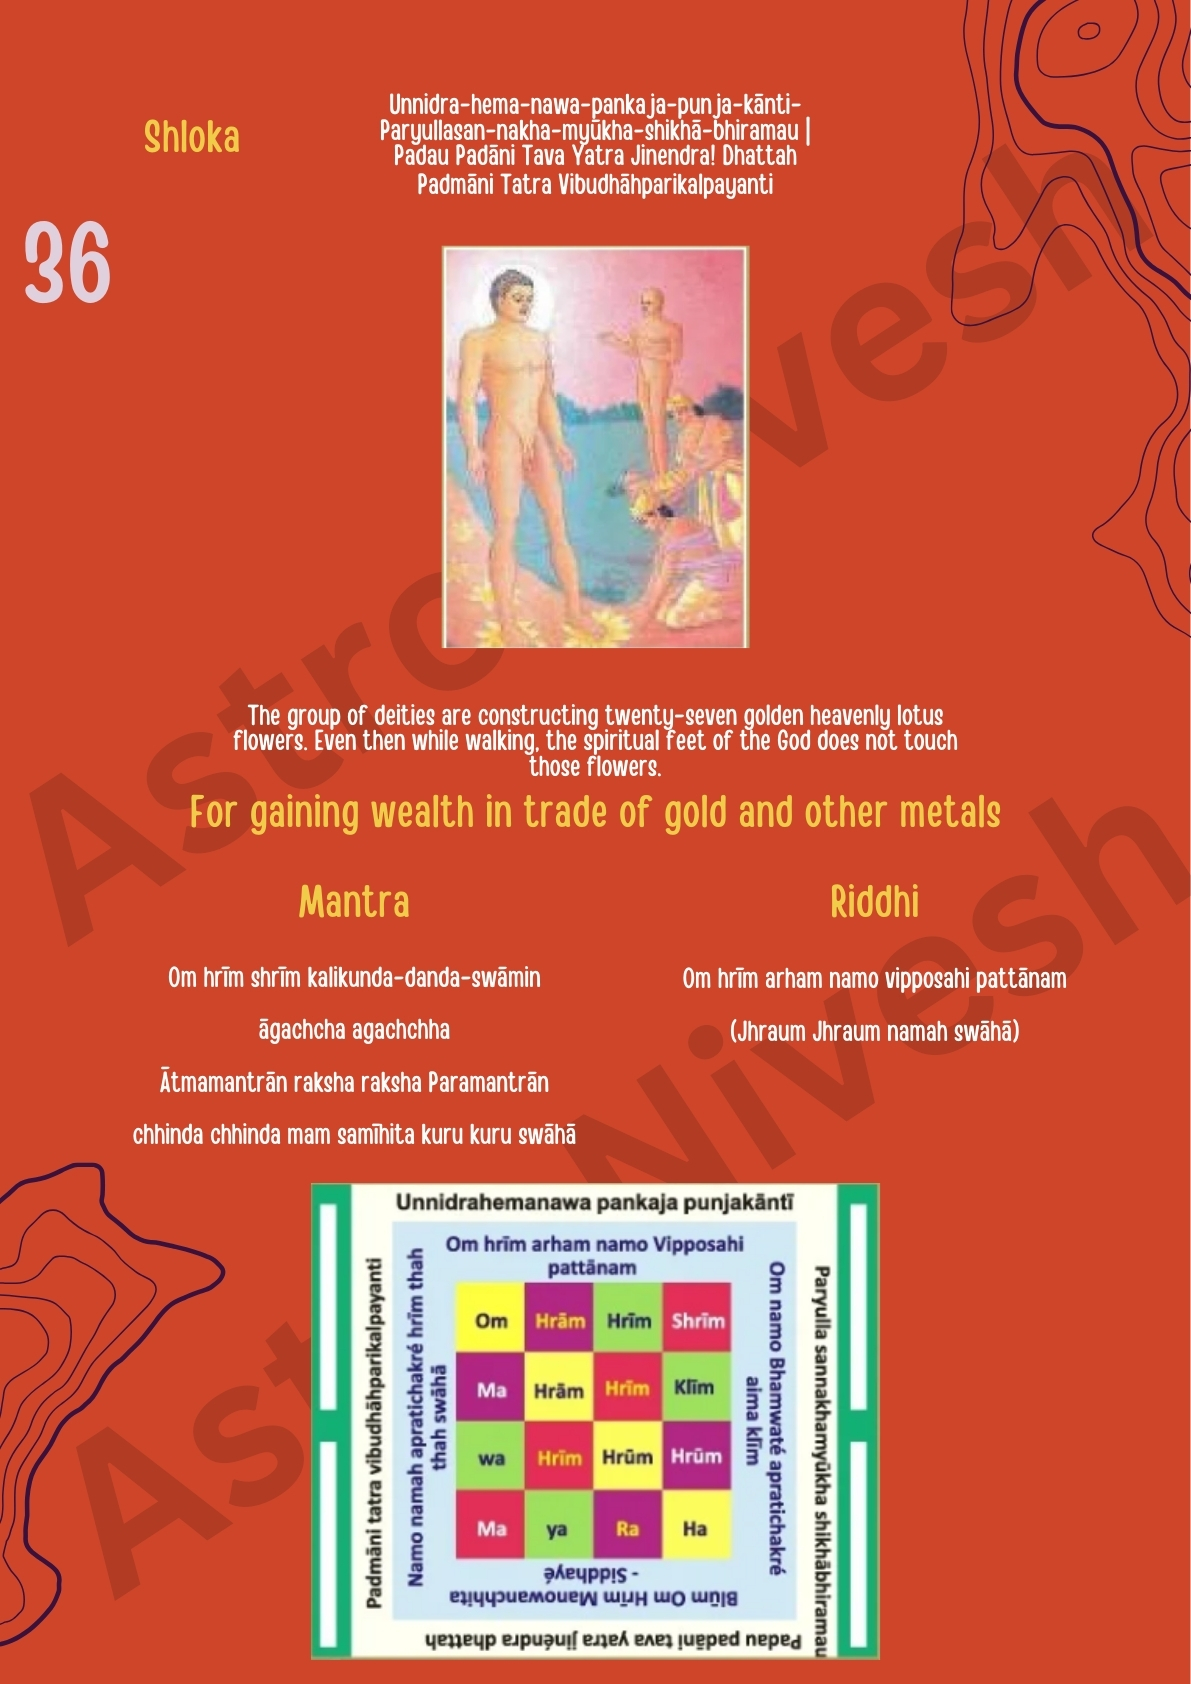 Shloka
36
Unnidra-hema-nawa-pankaja-punja-kānti-
Paryullasan-nakha-myūkha-shikhā-bhiramau |
Padau Padāni Tava Yatra Jinendra! Dhattah
Padmāni Tatra Vibudhāhparikalpayanti
The group of deities are constructing twenty-seven golden heavenly lotus
flowers. Even then while walking, the spiritual feet of the God does not touch
those flowers.
For gaining wealth in trade of gold and other metals
Mantra
Om hrīm shrīm kalikunda-danda-swāmin
āgachcha agachchha
Ātmamantrān raksha raksha Paramantrān
chhinda chhinda mam samīhita kuru kuru swāhā
Riddhi
Om hrīm arham namo vipposahi pattānam
(Jhraum Jhraum namah swāhā)
Unnidrahemanawa pankaja punjakāntī
Paryulla sannakhamyūkha shikhābhiramau
Padau padāni tava yatra jinéndra dhattah
Padmāni tatra vibudhāhparikalpayanti
Om hrīm arham namo Vipposahi
pattānam
Om namo Bhamwaté apratichakré
aima klīm
Blūm Om Hrīm Manowanchhita
- Siddhayé
Namo namah apratichakré hrīm thah
thah swāhā
Om Hrām Hrīm Shrīm
Ma Hrām Hrīm Klīm
wa Hrīm Hrūm Hrūm
Ma ya Ra Ha
Astro Nivesh
Astro Nivesh